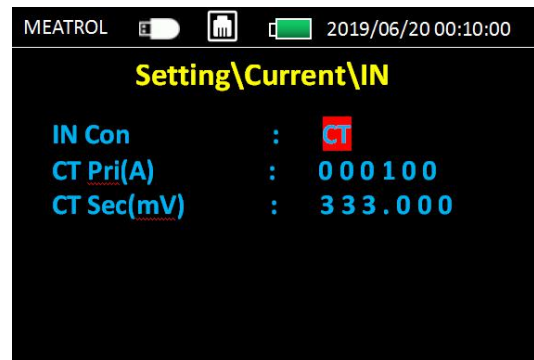 MEATROL 2019/06/20 00:10:00
Setting\Current\IN
IN Con : CT
CT Pri(A) : 000100
CT Sec(mV) : 333.000